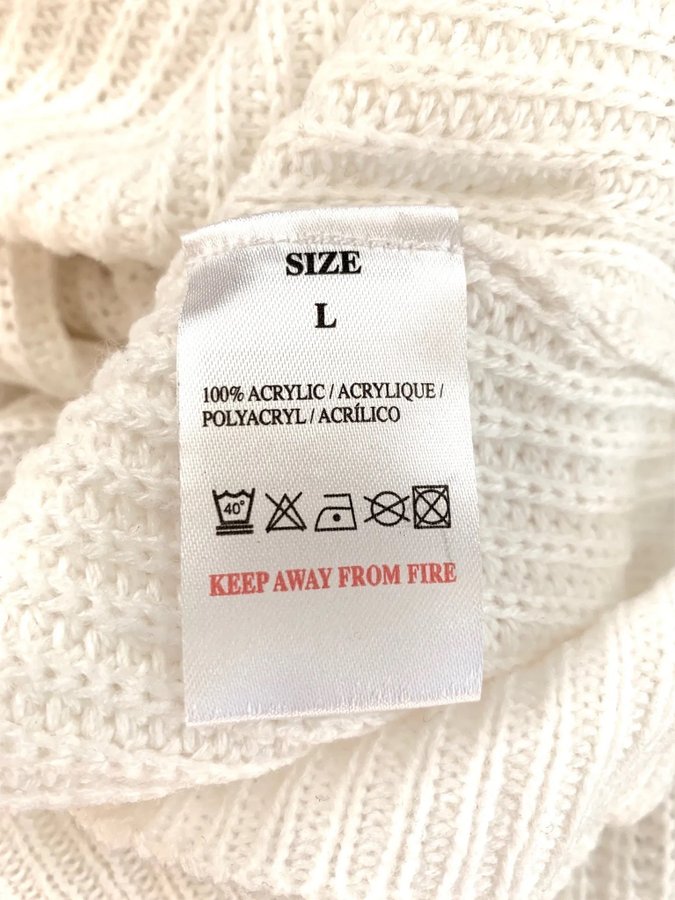 SIZE
L
100% ACRYLIC / ACRYLIQUE /
POLYACRYL / ACRÍLICO
40°
KEEP AWAY FROM FIRE